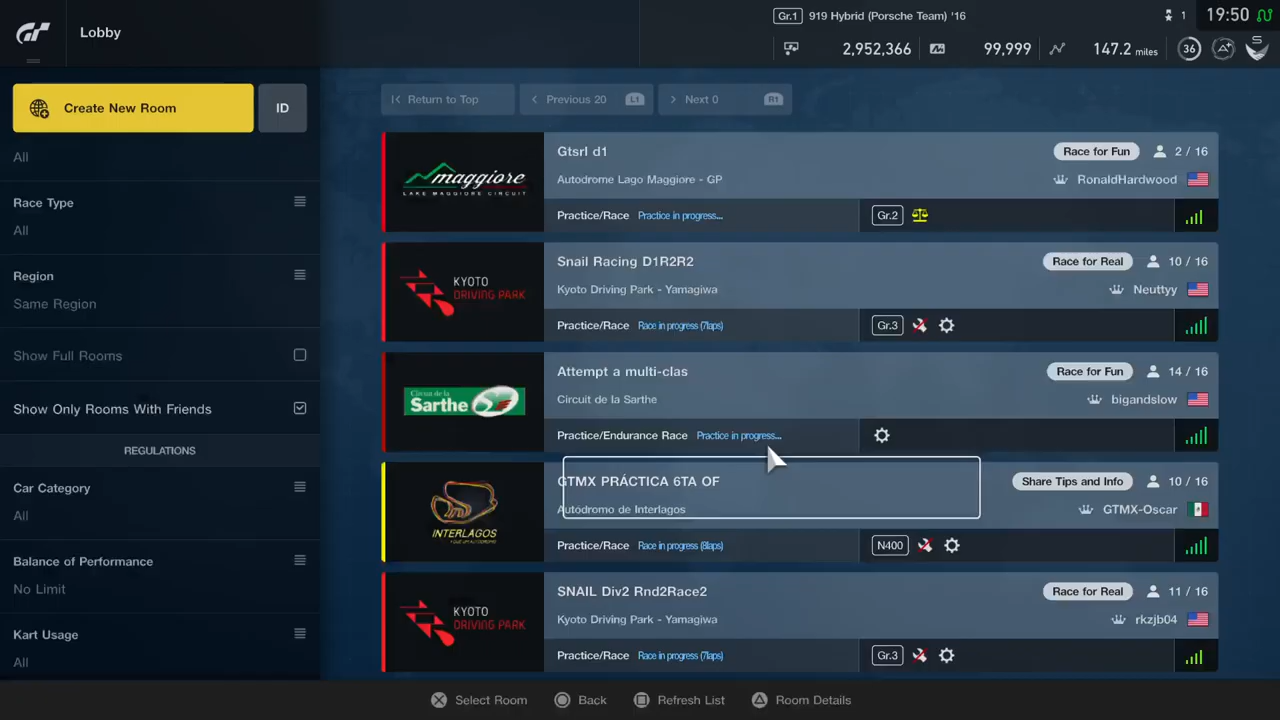 Lobby
Gr.1 919 Hybrid (Porsche Team) '16
1 19:50
2,952,366 99,999 147.2 miles 36 A+ S
Create New Room ID
All
Race Type
All
Region
Same Region
Show Full Rooms
Show Only Rooms With Friends
REGULATIONS
Car Category
All
Balance of Performance
No Limit
Kart Usage
All
Return to Top Previous 20 L1 Next 0 R1
maggiore
LAKE MAGGIORE CIRCUIT
Gtsrl d1 Race for Fun 2 / 16
Autodrome Lago Maggiore - GP RonaldHardwood
Practice/Race Practice in progress... Gr.2
KYOTO
DRIVING PARK
Snail Racing D1R2R2 Race for Real 10 / 16
Kyoto Driving Park - Yamagiwa Neuttyy
Practice/Race Race in progress (7laps) Gr.3
Circuit de la
Sarthe
Attempt a multi-clas Race for Fun 14 / 16
Circuit de la Sarthe bigandslow
Practice/Endurance Race Practice in progress...
INTERLAGOS
GTMX PRÁCTICA 6TA OF Share Tips and Info 10 / 16
Autódromo de Interlagos GTMX-Oscar
Practice/Race Race in progress (8laps) N400
KYOTO
DRIVING PARK
SNAIL Div2 Rnd2Race2 Race for Real 11 / 16
Kyoto Driving Park - Yamagiwa rkzjb04
Practice/Race Race in progress (7laps) Gr.3
Select Room Back Refresh List Room Details